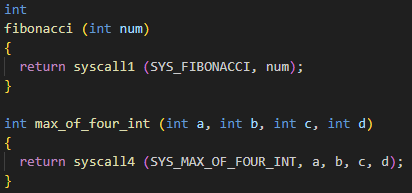 int
fibonacci (int num)
{
  return syscall1 (SYS_FIBONACCI, num);
}

int max_of_four_int (int a, int b, int c, int d)
{
  return syscall4 (SYS_MAX_OF_FOUR_INT, a, b, c, d);
}